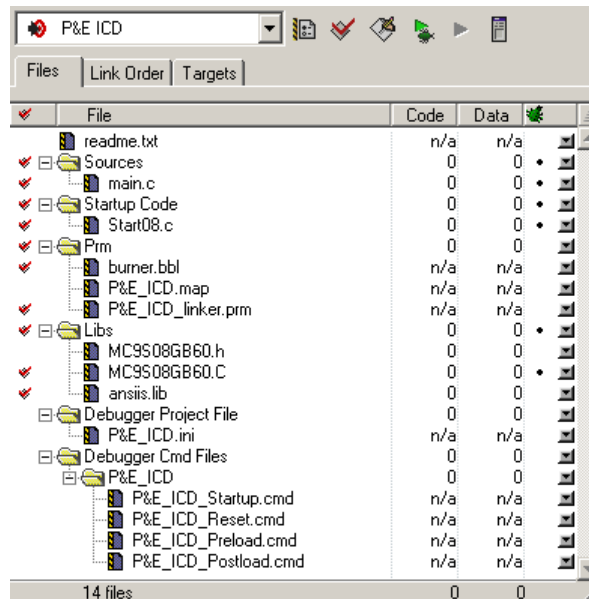 P&E ICD
Files Link Order Targets
File Code Data
readme.txt n/a n/a
Sources 0 0
main.c 0 0
Startup Code 0 0
Start08.c 0 0
Prm 0 0
burner.bbl n/a n/a
P&E_ICD.map n/a n/a
P&E_ICD_linker.prm n/a n/a
Libs 0 0
MC9S08GB60.h 0 0
MC9S08GB60.C 0 0
ansiis.lib 0 0
Debugger Project File 0 0
P&E_ICD.ini n/a n/a
Debugger Cmd Files 0 0
P&E_ICD 0 0
P&E_ICD_Startup.cmd n/a n/a
P&E_ICD_Reset.cmd n/a n/a
P&E_ICD_Preload.cmd n/a n/a
P&E_ICD_Postload.cmd n/a n/a
14 files 0 0